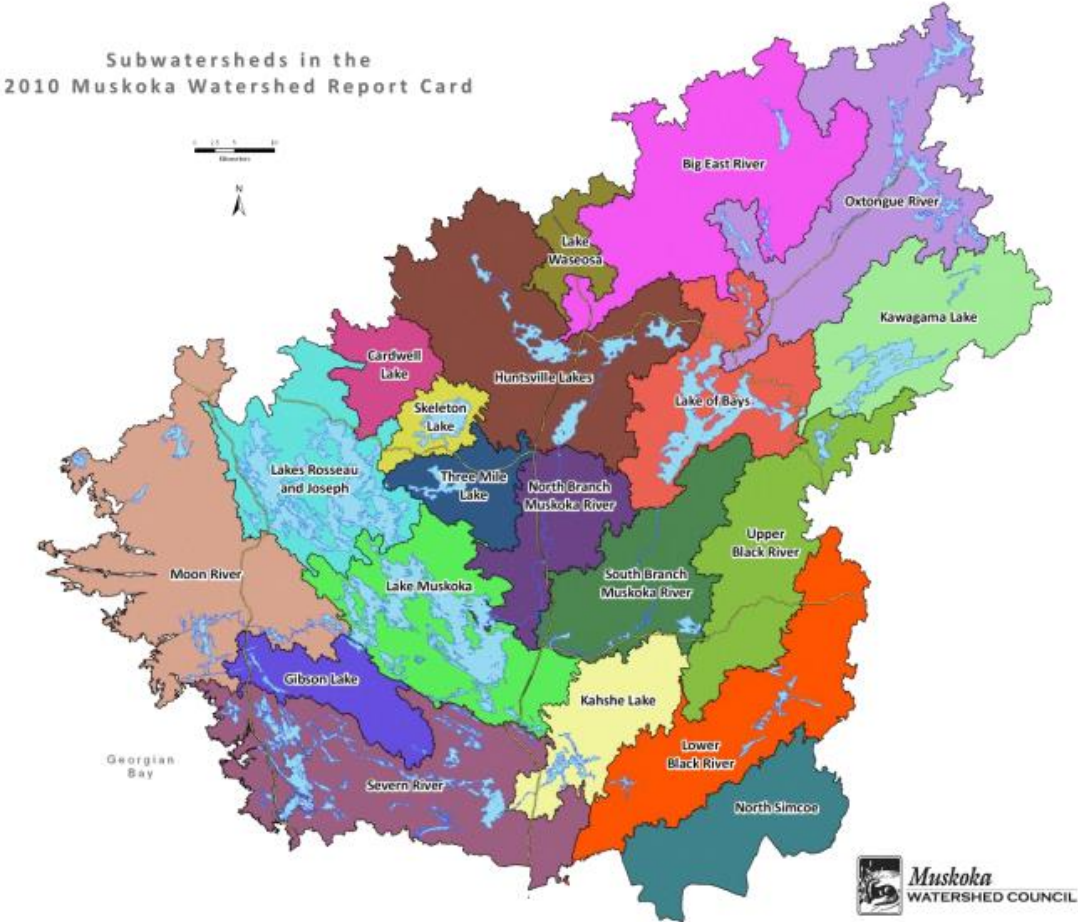 Subwatersheds in the
2010 Muskoka Watershed Report Card
Kilometers
N
Big East River
Oxtongue River
Lake
Waseosa
Kawagama Lake
Cardwell
Lake
Huntsville Lakes
Skeleton
Lake
Lake of Bays
Lakes Rosseau
and Joseph
Three Mile
Lake
North Branch
Muskoka River
Upper
Black River
Moon River
Lake Muskoka
South Branch
Muskoka River
Gibson Lake
Kahshe Lake
Georgian
Bay
Lower
Black River
Severn River
North Simcoe
Muskoka
WATERSHED COUNCIL